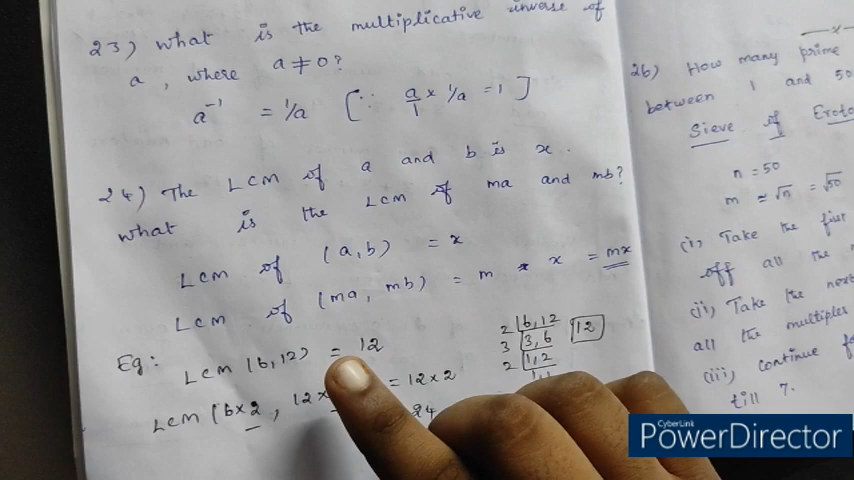 23) What is the multiplicative inverse of
a, where a ≠ 0?
a⁻¹ = 1/a [∵ a/1 × 1/a = 1]
24) The LCM of a and b is x.
what is the LCM of ma and mb?
LCM of (a,b) = x
LCM of (ma, mb) = m × x = mx
Eg: LCM (6,12) = 12
LCM (6×2, 12× = 12×2
24
2 6,12
3 3,6 12
2 1,2
1,1
26) How many prime
between 1 and 50
Sieve of
n = 50
m ≃ √n = √50
(i) Take the first
off all the
(ii) Take the next
all the multiples
(iii) continue
till 7.
CyberLink
PowerDirector